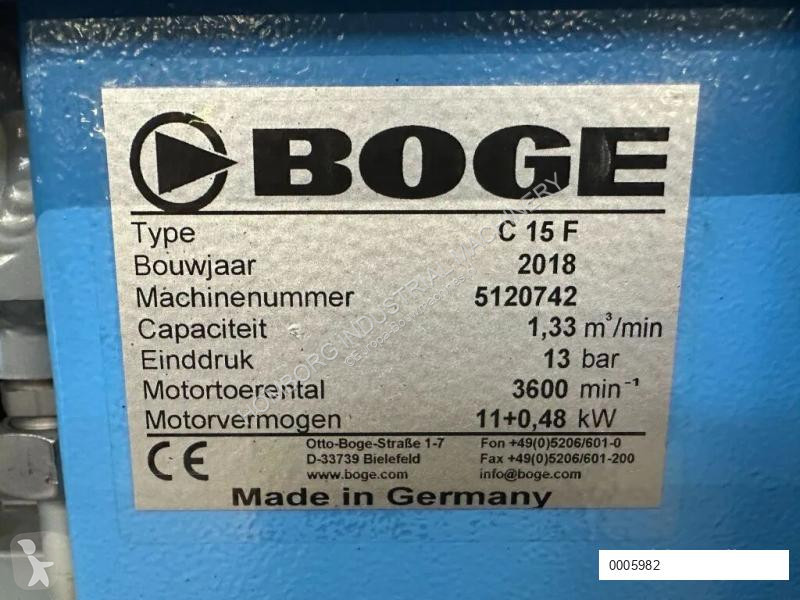 BOGE
Type C 15 F
Bouwjaar 2018
Machinenummer 5120742
Capaciteit 1,33 m³/min
Einddruk 13 bar
Motortoerental 3600 min⁻¹
Motorvermogen 11+0,48 kW
CE Otto-Boge-Straße 1-7 Fon +49(0)5206/601-0
D-33739 Bielefeld Fax +49(0)5206/601-200
www.boge.com info@boge.com
Made in Germany
0005982